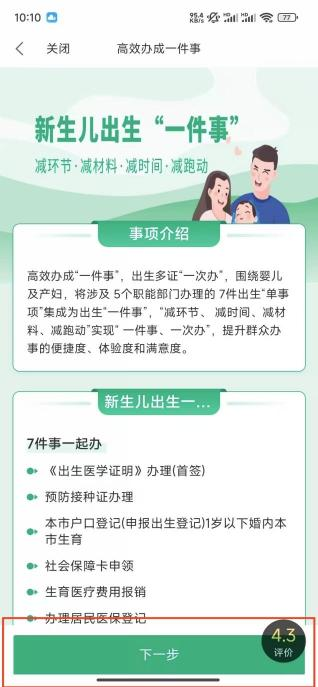 10:10
95.4 KB/S HD HD 77
关闭
高效办成一件事
新生儿出生“一件事”
减环节·减材料·减时间·减跑动
事项介绍
高效办成“一件事”，出生多证“一次办”，围绕婴儿
及产妇，将涉及 5个职能部门办理的 7件出生“单事
项”集成为出生“一件事”，“减环节、减时间、减材
料、减跑动”实现“ 一件事、一次办”，提升群众办
事的便捷度、体验度和满意度。
新生儿出生一...
7件事一起办
《出生医学证明》办理(首签)
预防接种证办理
本市户口登记(申报出生登记)1岁以下婚内本
市生育
社会保障卡申领
生育医疗费用报销
办理居民医保登记
4.3
评价
下一步